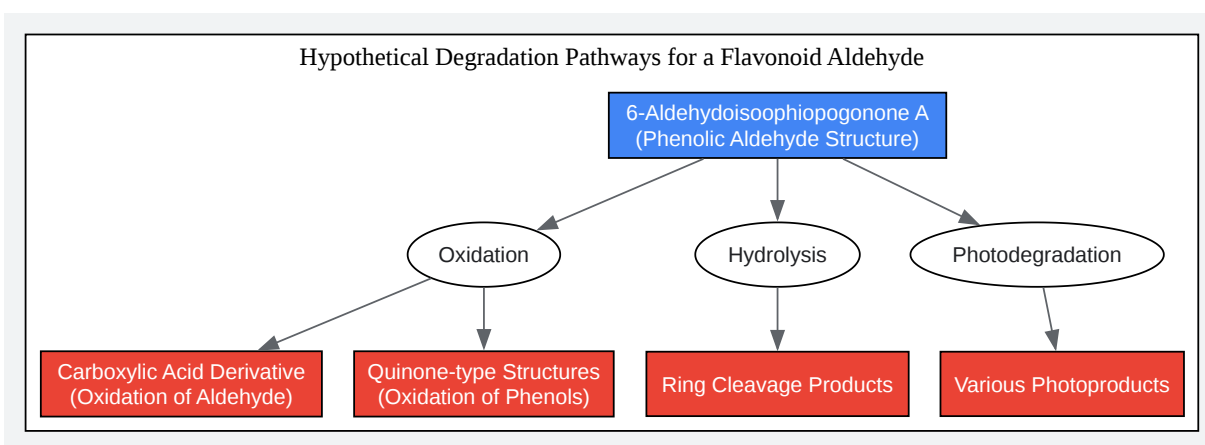 Hypothetical Degradation Pathways for a Flavonoid Aldehyde
6-Aldehydoisoophiopogonone A
(Phenolic Aldehyde Structure)
Oxidation
Hydrolysis
Photodegradation
Carboxylic Acid Derivative
(Oxidation of Aldehyde)
Quinone-type Structures
(Oxidation of Phenols)
Ring Cleavage Products
Various Photoproducts